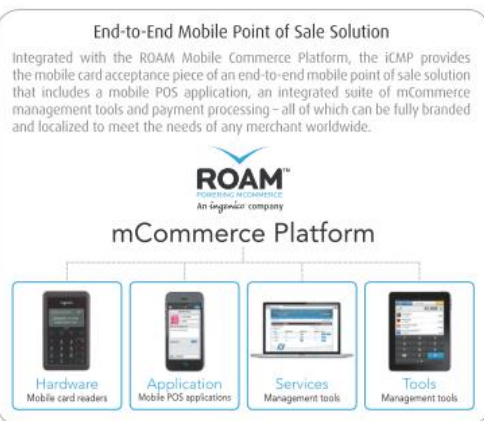 End-to-End Mobile Point of Sale Solution
Integrated with the ROAM Mobile Commerce Platform, the iCMP provides
the mobile card acceptance piece of an end-to-end mobile point of sale solution
that includes a mobile POS application, an integrated suite of mCommerce
management tools and payment processing – all of which can be fully branded
and localized to meet the needs of any merchant worldwide.
ROAM™
POWERING MCOMMERCE
An ingenico company
mCommerce Platform
Hardware
Mobile card readers
Application
Mobile POS applications
Services
Management tools
Tools
Management tools